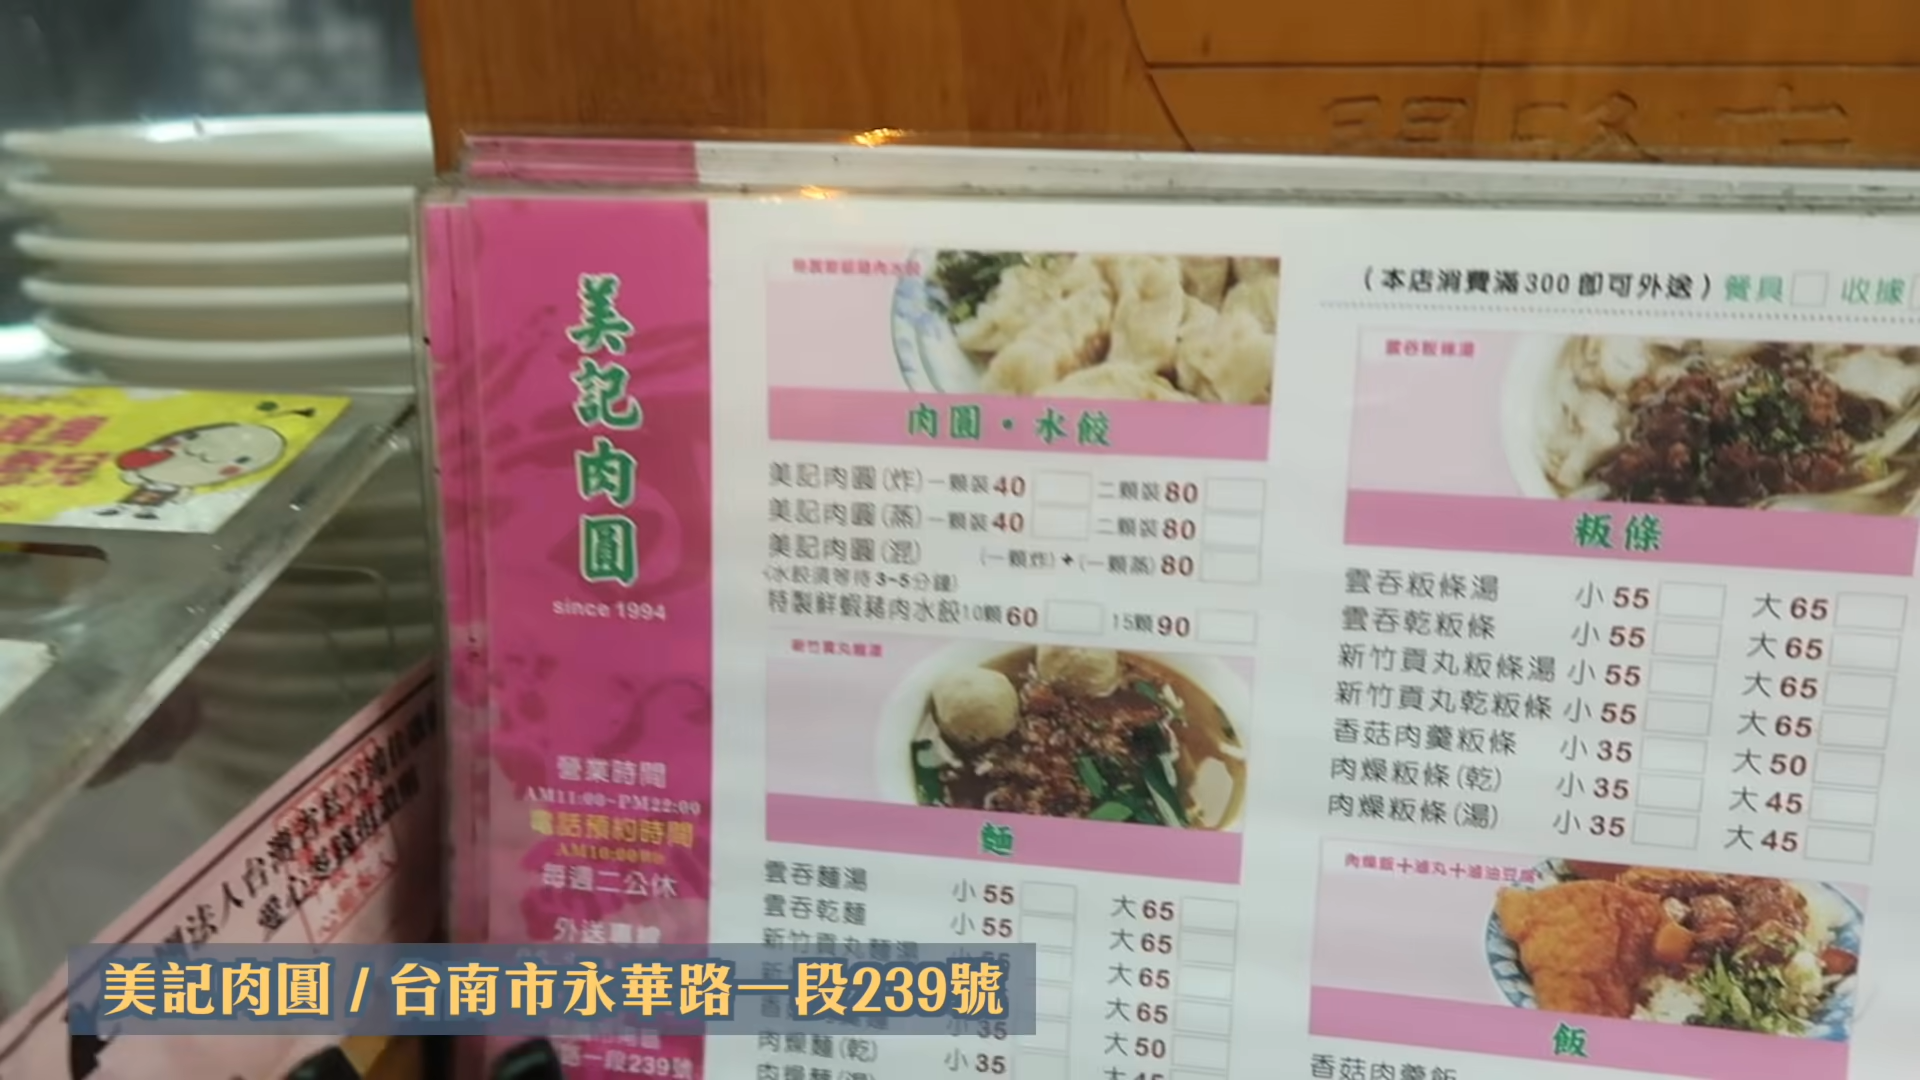 美記肉圓
since 1994
營業時間
AM11:00~PM22:00
電話預約時間
每週二公休
外送專線
路一段239號
肉圓・水餃
美記肉圓(炸) 一顆裝40 二顆裝80
美記肉圓(蒸) 一顆裝40 二顆裝80
美記肉圓(混) (一顆炸)+(一顆蒸) 80
<水餃須等待3~5分鐘>
特製鮮蝦豬肉水餃 10顆60 15顆90
新竹貢丸麵湯
麵
雲吞麵湯 小55 大65
雲吞乾麵 小55 大65
新竹貢丸麵湯 大65
大65
小35 大50
肉燥麵(乾) 小35
(本店消費滿300即可外送) 餐具 收據
雲吞粄條湯
粄條
雲吞粄條湯 小55 大65
雲吞乾粄條 小55 大65
新竹貢丸粄條湯 小55 大65
新竹貢丸乾粄條 小55 大65
香菇肉羹粄條 小35 大50
肉燥粄條(乾) 小35 大45
肉燥粄條(湯) 小35 大45
飯
香菇肉羹飯
美記肉圓 / 台南市永華路一段239號